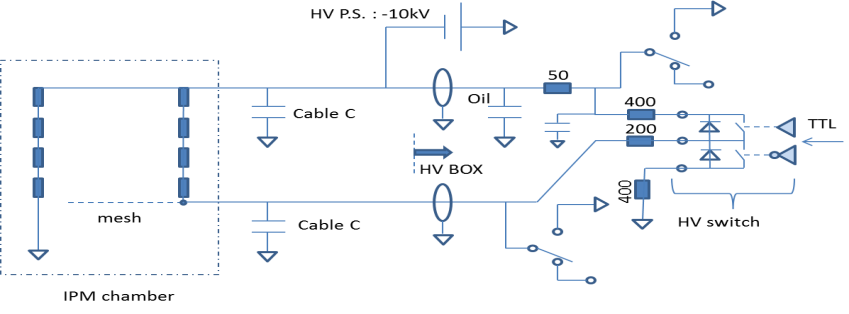 HV P.S. : -10kV
50
Oil
Cable C
400
TTL
200
HV BOX
400
mesh
HV switch
Cable C
IPM chamber